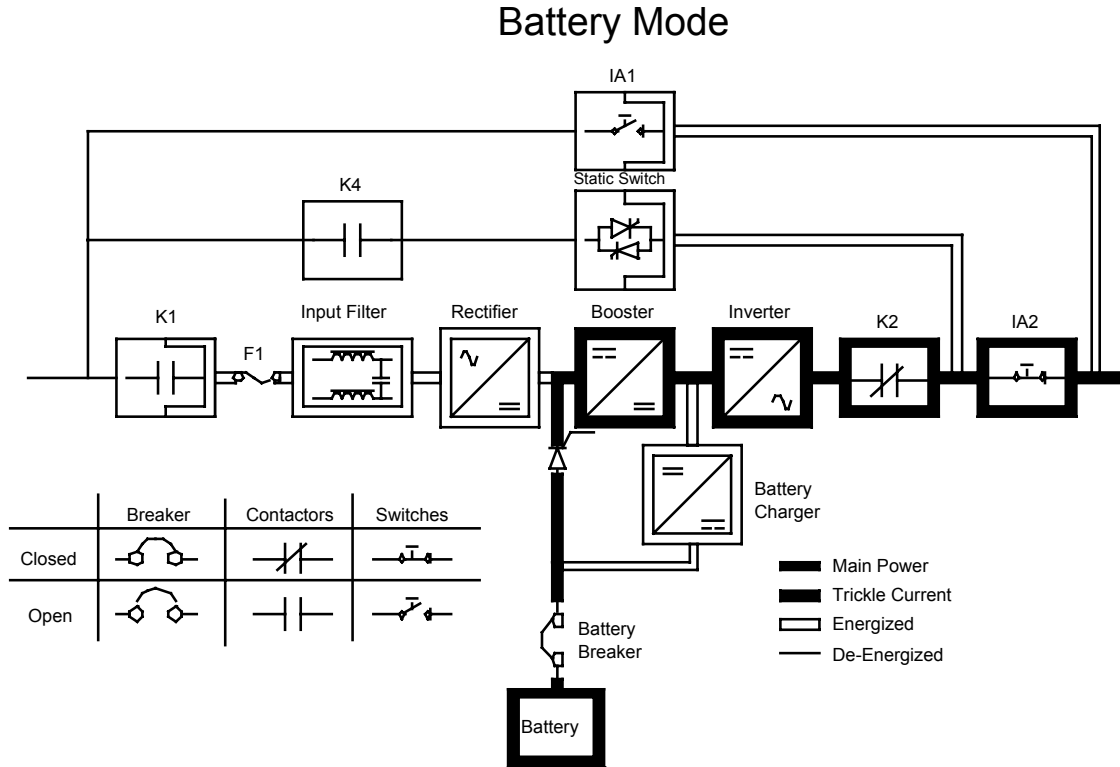 Battery Mode
IA1
Static Switch
K4
K1
F1
Input Filter
Rectifier
Booster
Inverter
K2
IA2
Battery
Charger
Breaker Contactors Switches
Closed
Open
Battery
Breaker
Battery
Main Power
Trickle Current
Energized
De-Energized